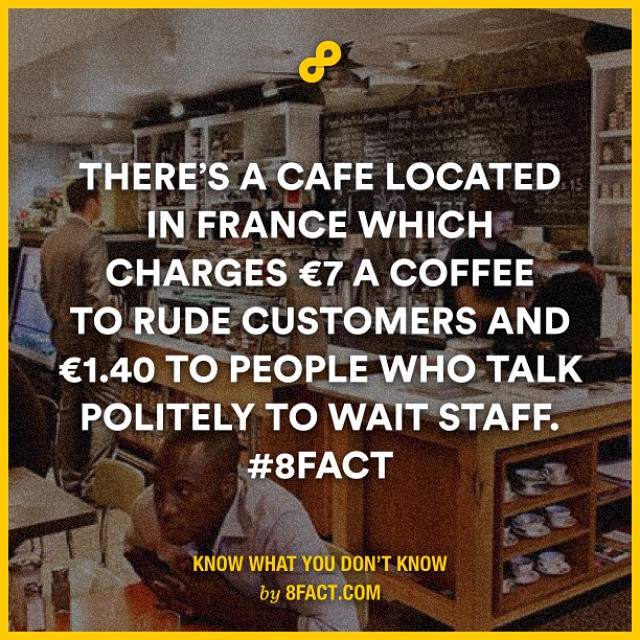 THERE'S A CAFE LOCATED
IN FRANCE WHICH
CHARGES €7 A COFFEE
TO RUDE CUSTOMERS AND
€1.40 TO PEOPLE WHO TALK
POLITELY TO WAIT STAFF.
#8FACT
KNOW WHAT YOU DON'T KNOW
by 8FACT.COM